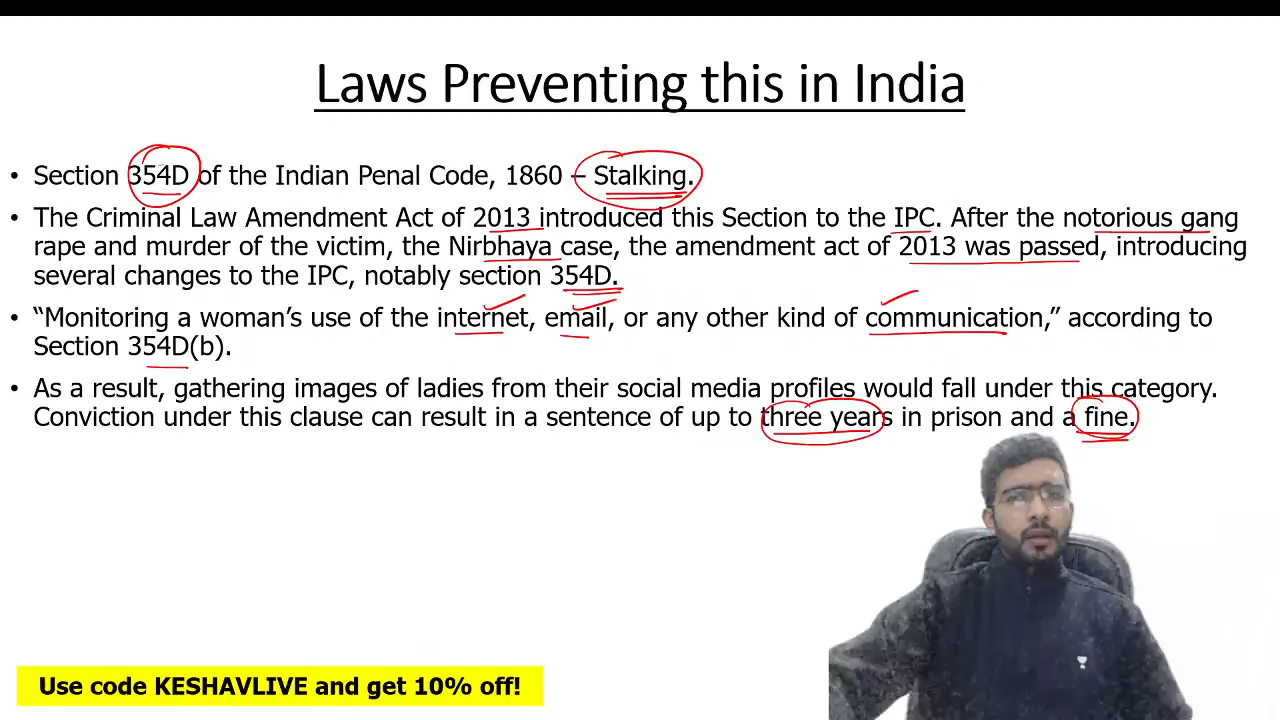 Laws Preventing this in India
• Section 354D of the Indian Penal Code, 1860 – Stalking.
• The Criminal Law Amendment Act of 2013 introduced this Section to the IPC. After the notorious gang
rape and murder of the victim, the Nirbhaya case, the amendment act of 2013 was passed, introducing
several changes to the IPC, notably section 354D.
• “Monitoring a woman’s use of the internet, email, or any other kind of communication,” according to
Section 354D(b).
• As a result, gathering images of ladies from their social media profiles would fall under this category.
Conviction under this clause can result in a sentence of up to three years in prison and a fine.
Use code KESHAVLIVE and get 10% off!